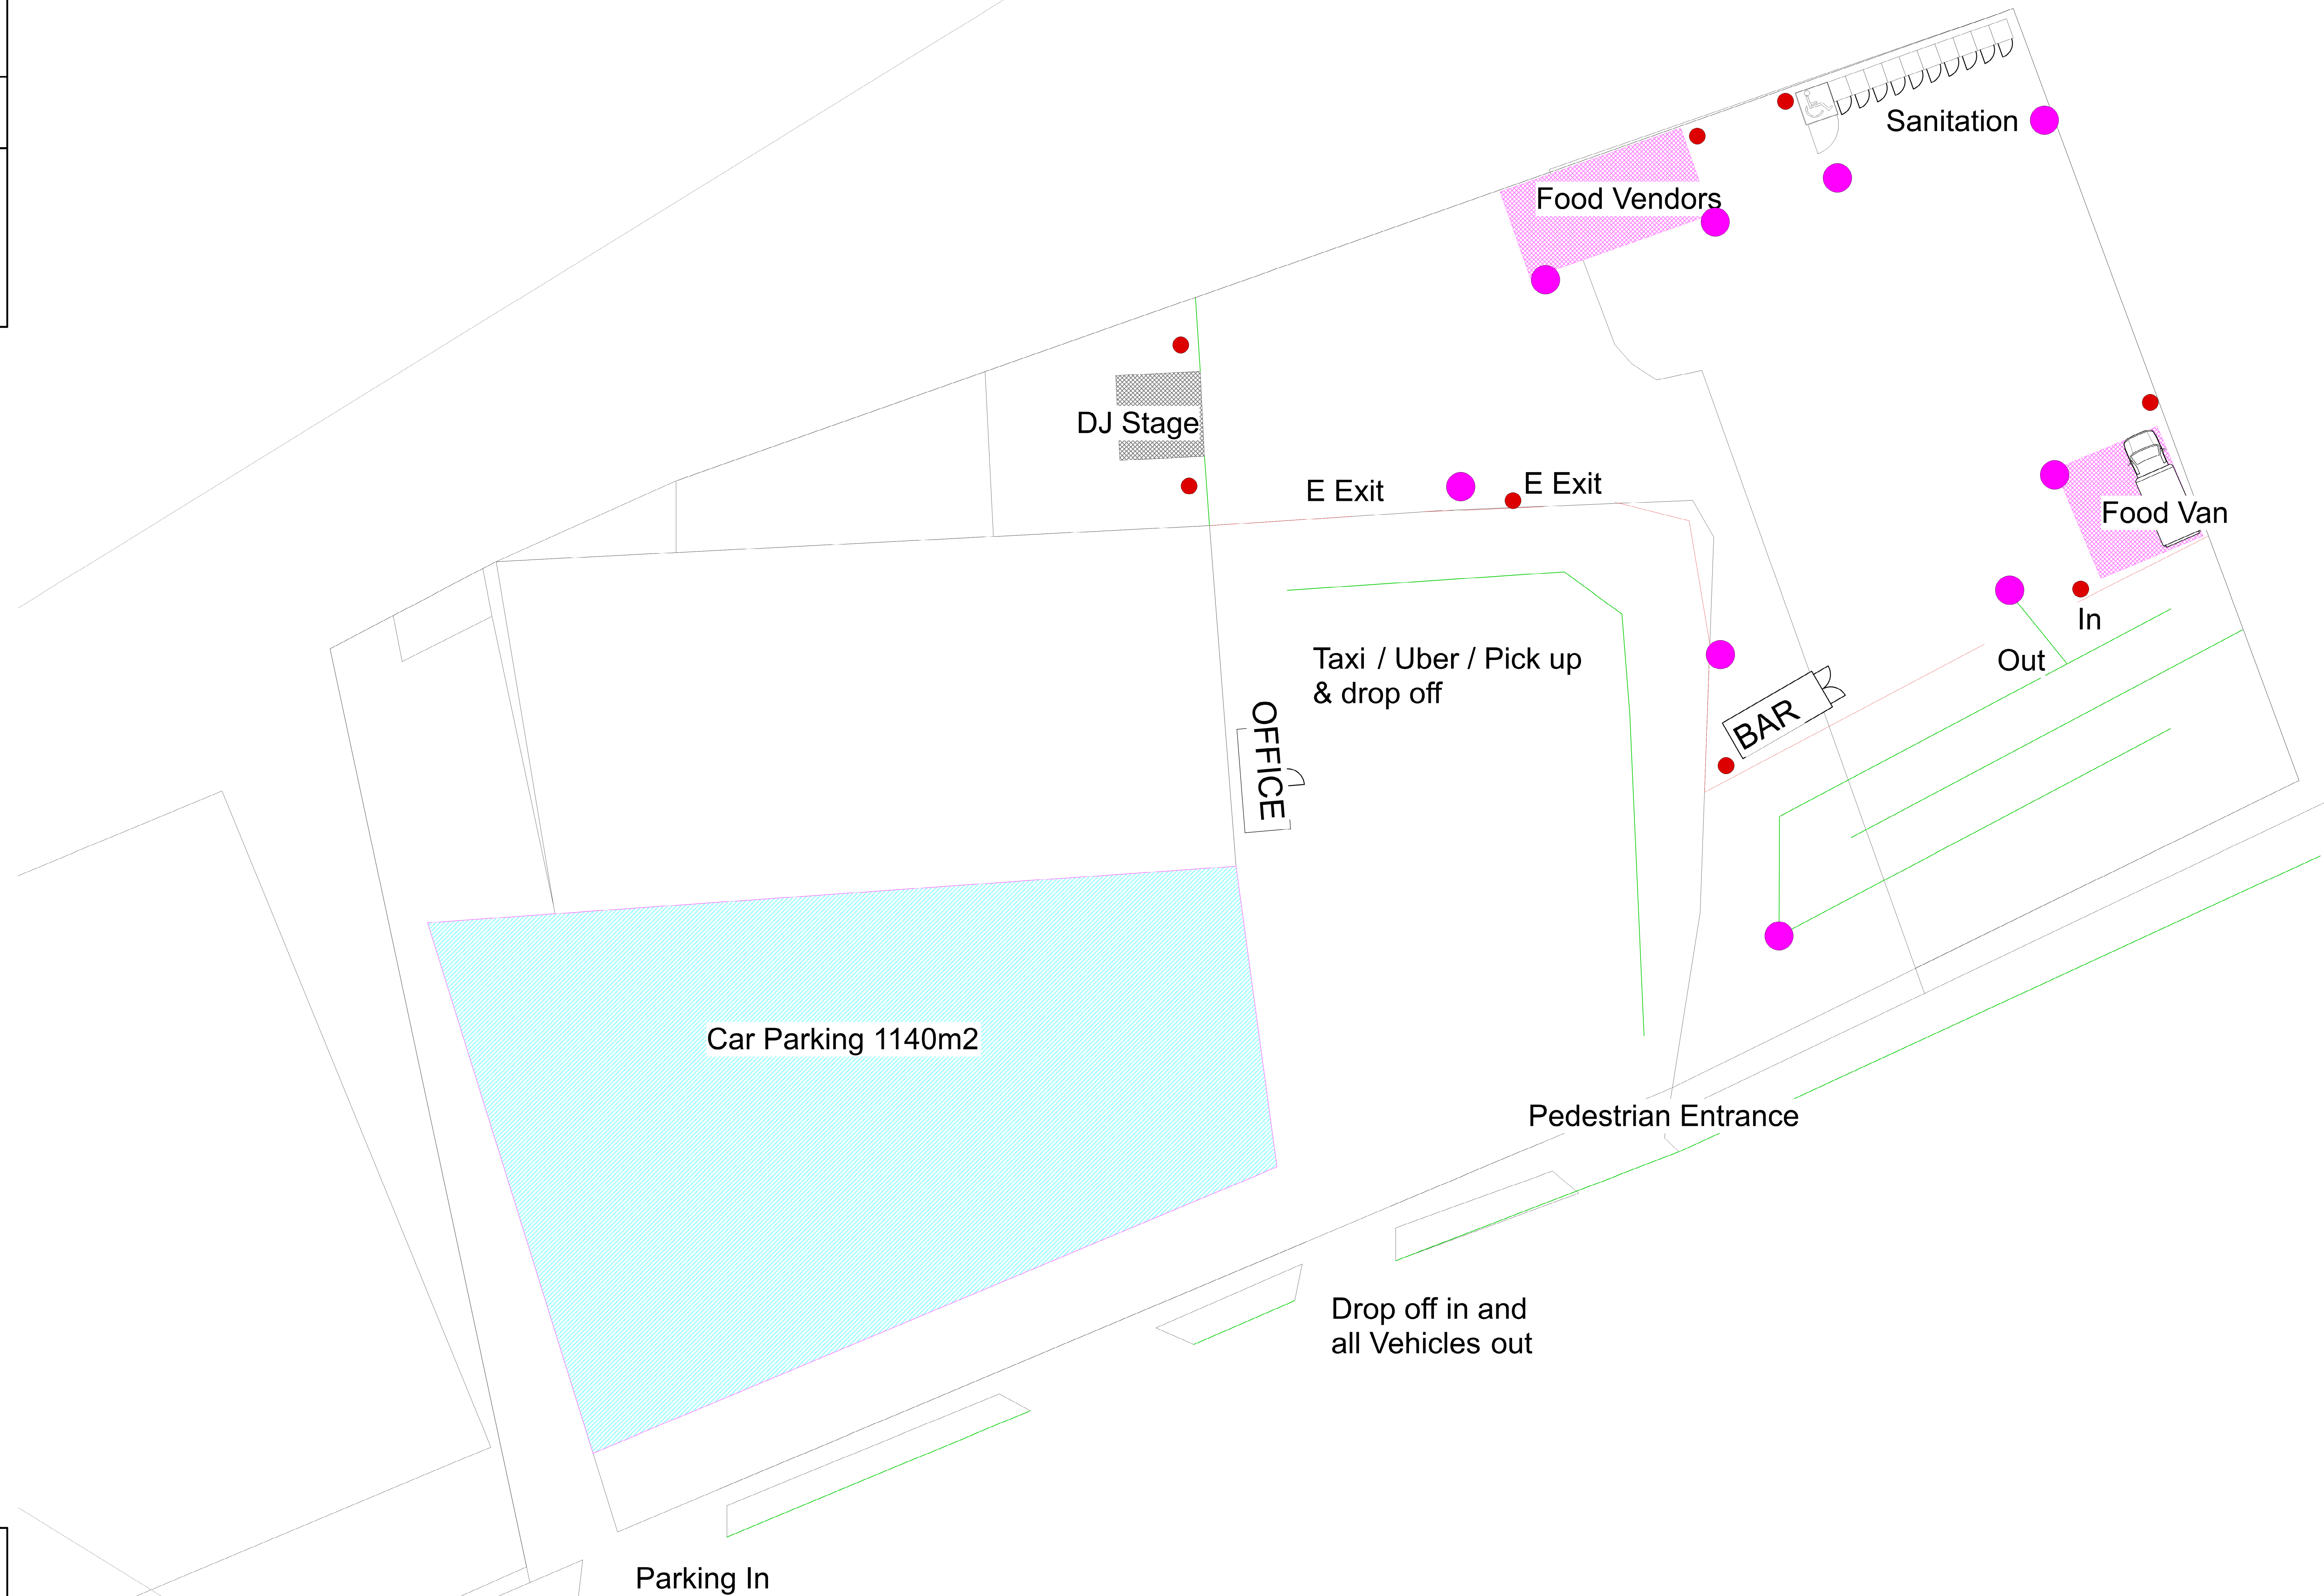 Sanitation
Food Vendors
DJ Stage
E Exit
E Exit
Food Van
In
Out
Taxi / Uber / Pick up
& drop off
OFFICE
BAR
Car Parking 1140m2
Pedestrian Entrance
Drop off in and
all Vehicles out
Parking In